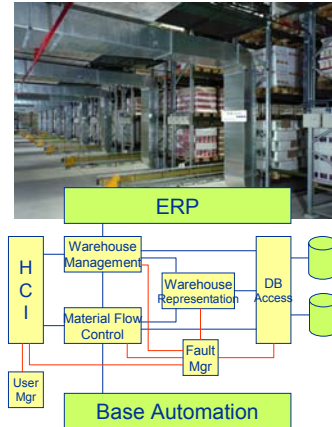 ERP
Warehouse
Management
H
C
I
Warehouse
Representation
DB
Access
Material Flow
Control
Fault
Mgr
User
Mgr
Base Automation